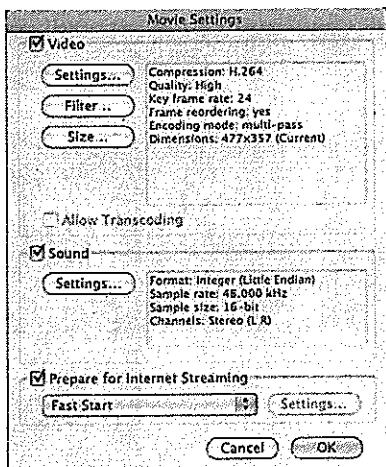 Movie Settings
Video
Settings...
Filter...
Size...
Compression: H.264
Quality: High
Key frame rate: 24
Frame reordering: yes
Encoding mode: multi-pass
Dimensions: 477x357 (Current)
Allow Transcoding
Sound
Settings...
Format: Integer (Little Endian)
Sample rate: 48.000 kHz
Sample size: 16-bit
Channels: Stereo (L R)
Prepare for Internet Streaming
Fast Start
Settings...
Cancel
OK